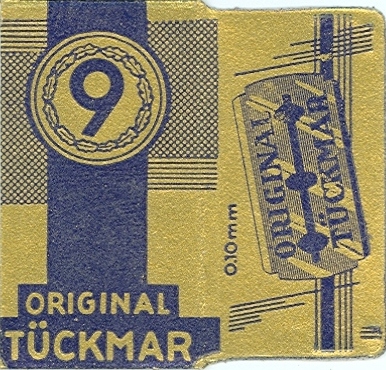 9
ORIGINAL
TÜCKMAR
0.10 mm
ORIGINAL
TÜCKMAR